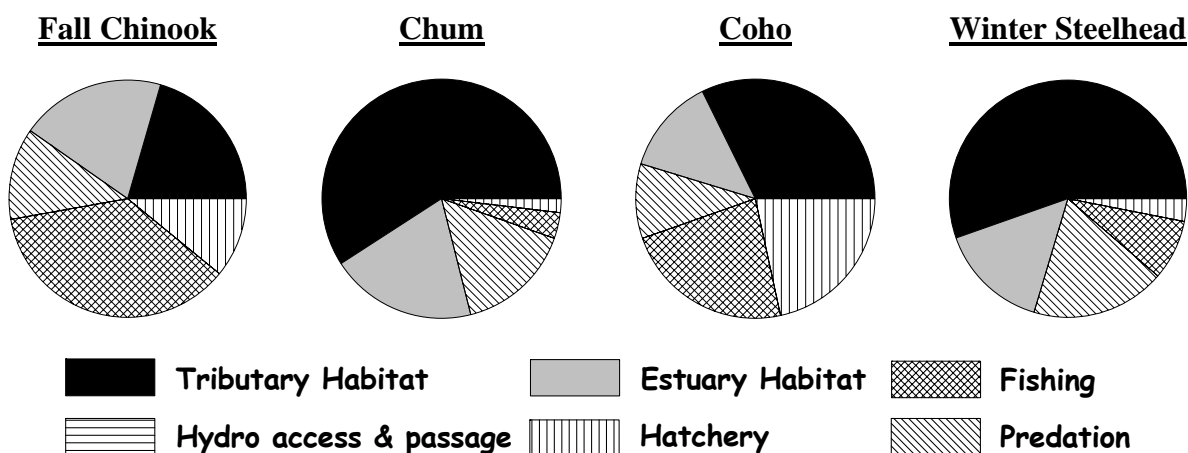 Fall Chinook Chum Coho Winter Steelhead
Tributary Habitat Estuary Habitat Fishing
Hydro access & passage Hatchery Predation